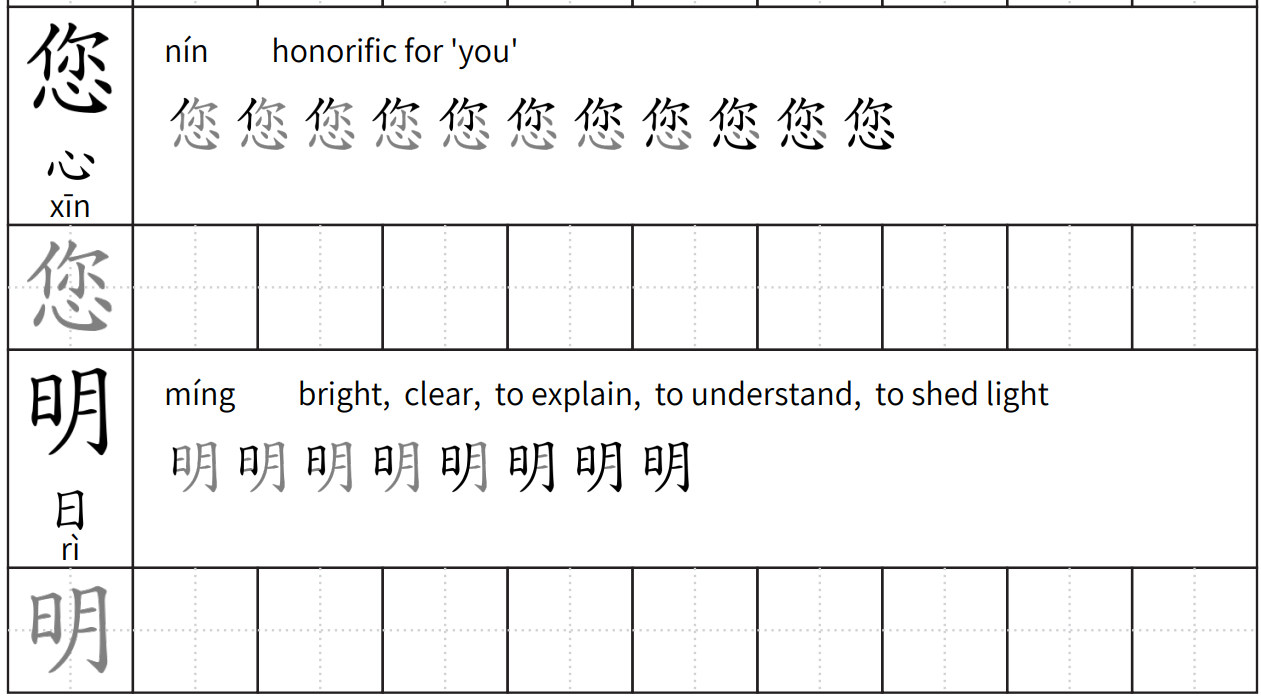 您
nín honorific for 'you'
您 您 您 您 您 您 您 您 您 您 您
心
xīn
您
明
míng bright, clear, to explain, to understand, to shed light
明 明 明 明 明 明 明 明
日
rì
明